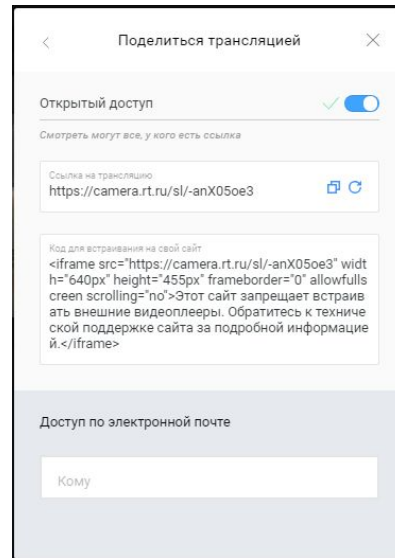 Поделиться трансляцией
Открытый доступ
Смотреть могут все, у кого есть ссылка
Ссылка на трансляцию
https://camera.rt.ru/sl/-anX05oe3
Код для встраивания на свой сайт
<iframe src="https://camera.rt.ru/sl/-anX05oe3" widt
h="640px" height="455px" frameborder="0" allowfulls
creen scrolling="no">Этот сайт запрещает встраив
ать внешние видеоплееры. Обратитесь к техниче
ской поддержке сайта за подробной информацие
й.</iframe>
Доступ по электронной почте
Кому